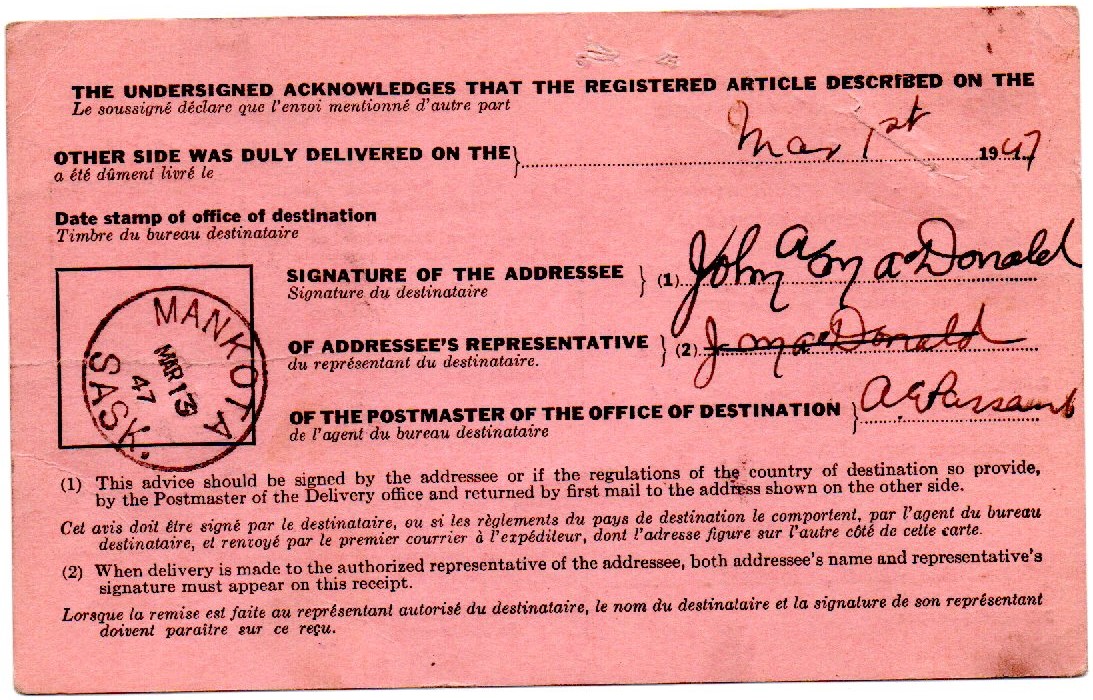 THE UNDERSIGNED ACKNOWLEDGES THAT THE REGISTERED ARTICLE DESCRIBED ON THE
Le soussigné déclare que l'envoi mentionné d'autre part
OTHER SIDE WAS DULY DELIVERED ON THE} Mar 1st 1947
a été dûment livré le
Date stamp of office of destination
Timbre du bureau destinataire
SIGNATURE OF THE ADDRESSEE } (1) John A MacDonald
Signature du destinataire
OF ADDRESSEE'S REPRESENTATIVE } (2) J MacDonald
du représentant du destinataire.
OF THE POSTMASTER OF THE OFFICE OF DESTINATION }
de l'agent du bureau destinataire
MANKOTA
MAR 13
47
SASK.
(1) This advice should be signed by the addressee or if the regulations of the country of destination so provide,
by the Postmaster of the Delivery office and returned by first mail to the address shown on the other side.
Cet avis doit être signé par le destinataire, ou si les règlements du pays de destination le comportent, par l'agent du bureau
destinataire, et renvoyé par le premier courrier à l'expéditeur, dont l'adresse figure sur l'autre côté de cette carte.
(2) When delivery is made to the authorized representative of the addressee, both addressee's name and representative's
signature must appear on this receipt.
Lorsque la remise est faite au représentant autorisé du destinataire, le nom du destinataire et la signature de son représentant
doivent paraître sur ce reçu.